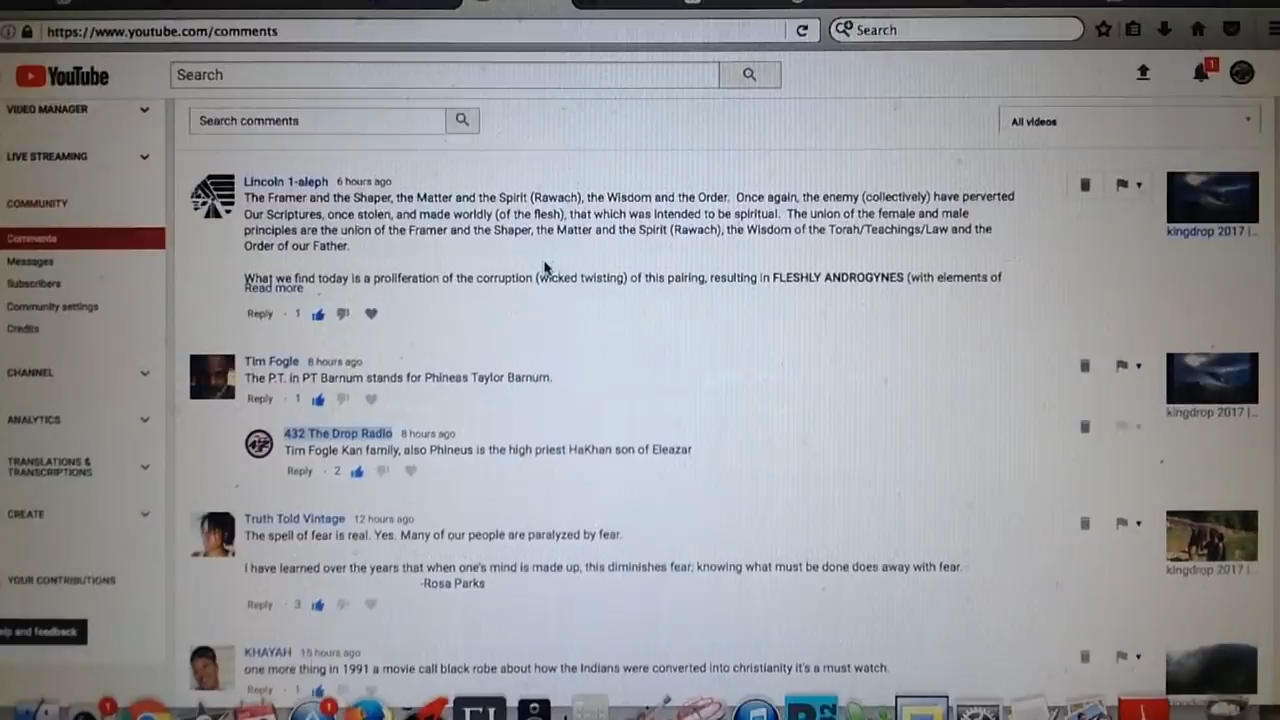 https://www.youtube.com/comments
Search
YouTube
Search
1
VIDEO MANAGER
LIVE STREAMING
COMMUNITY
Comments
Messages
Subscribers
Community settings
Credits
CHANNEL
ANALYTICS
TRANSLATIONS &
TRANSCRIPTIONS
CREATE
YOUR CONTRIBUTIONS
and feedback
Search comments
All videos
Lincoln 1-aleph 6 hours ago
The Framer and the Shaper, the Matter and the Spirit (Rawach), the Wisdom and the Order. Once again, the enemy (collectively) have perverted
Our Scriptures, once stolen, and made worldly (of the flesh), that which was intended to be spiritual. The union of the female and male
principles are the union of the Framer and the Shaper, the Matter and the Spirit (Rawach), the Wisdom of the Torah/Teachings/Law and the
Order of our Father.
What we find today is a proliferation of the corruption (wicked twisting) of this pairing, resulting in FLESHLY ANDROGYNES (with elements of
Read more
Reply · 1
kingdrop 2017 |..
Tim Fogle 8 hours ago
The P.T. in PT Barnum stands for Phineas Taylor Barnum.
Reply · 1
kingdrop 2017 |..
432 The Drop Radio 8 hours ago
Tim Fogle Kan family, also Phineus is the high priest HaKhan son of Eleazar
Reply · 2
Truth Told Vintage 12 hours ago
The spell of fear is real. Yes. Many of our people are paralyzed by fear.
I have learned over the years that when one's mind is made up, this diminishes fear; knowing what must be done does away with fear.
-Rosa Parks
Reply · 3
kingdrop 2017 |..
KHAYAH 15 hours ago
one more thing in 1991 a movie call black robe about how the Indians were converted into christianity it's a must watch.
Reply · 1
1
1